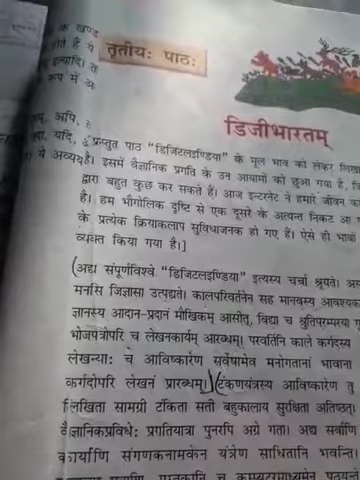 तृतीयः पाठः
डिजीभारतम्
प्रस्तुत पाठ "डिजिटलइण्डिया" के मूल भाव को लेकर लिखा
है। इसमें वैज्ञानिक प्रगति के उन आयामों को छुआ गया है,
द्वारा बहुत कुछ कर सकते हैं। आज इन्टरनेट ने हमारे जीवन को
है। हम भौगोलिक दृष्टि से एक दूसरे के अत्यन्त निकट आ
के प्रत्येक क्रियाकलाप सुविधाजनक हो गए हैं। ऐसे ही भावों
व्यक्त किया गया है।]
(अद्य संपूर्णविश्वे "डिजिटलइण्डिया" इत्यस्य चर्चा श्रूयते।
मनसि जिज्ञासा उत्पद्यते। कालपरिवर्तनेन सह मानवस्य आवश्यक
ज्ञानस्य आदान-प्रदानं मौखिकम् आसीत्, विद्या च श्रुतिपरम्परया
भोजपत्रोपरि च लेखनकार्यम् आरब्धम्। परवर्तिनि काले कर्गदस्य
लेखन्याः च आविष्कारेण सर्वेषामेव मनोगतानां भावाना
कर्गदोपरि लेखनं प्रारब्धम्।) (टंकणयंत्रस्य आविष्कारेण तु
लिखिता सामग्री टंकिता सती बहुकालाय सुरक्षिता अतिष्ठत्।
वैज्ञानिकप्रविधेः प्रगतियात्रा पुनरपि अग्रे गता। अद्य सर्वाणि
कार्याणि संगणकनामकेन यंत्रेण साधितानि भवन्ति।